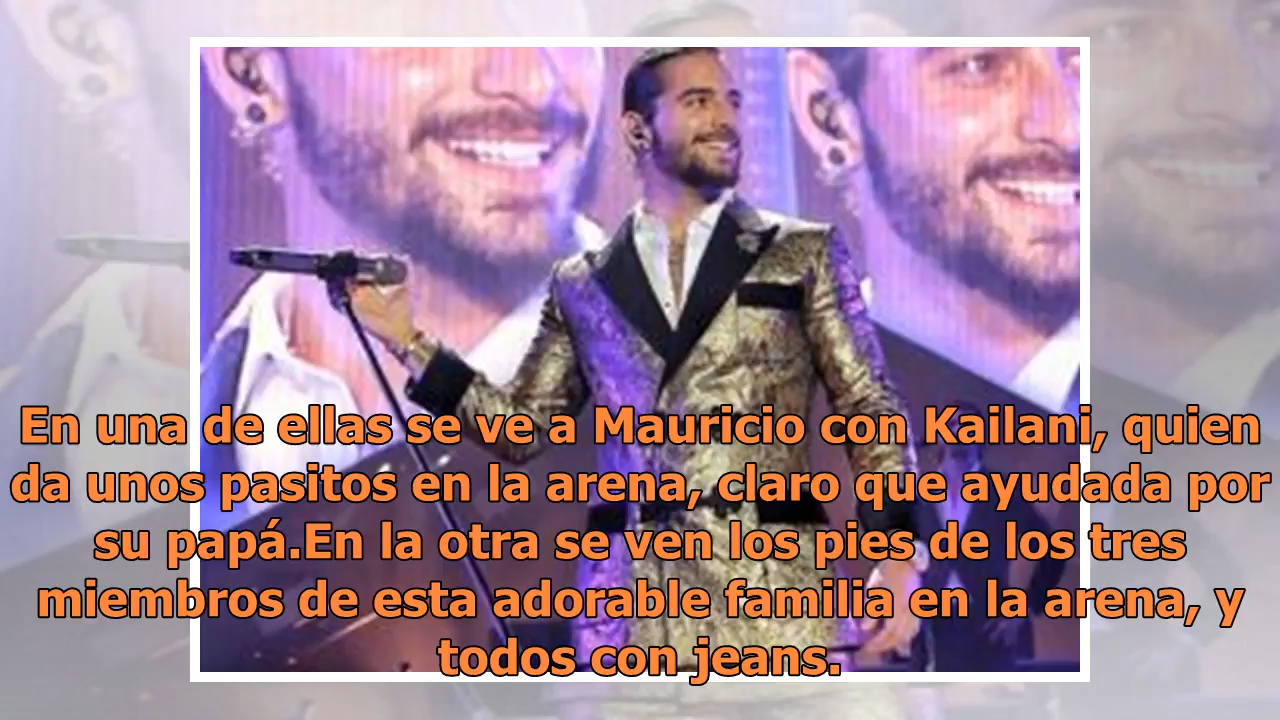 En una de ellas se ve a Mauricio con Kailani, quien
da unos pasitos en la arena, claro que ayudada por
su papá.En la otra se ven los pies de los tres
miembros de esta adorable familia en la arena, y
todos con jeans.